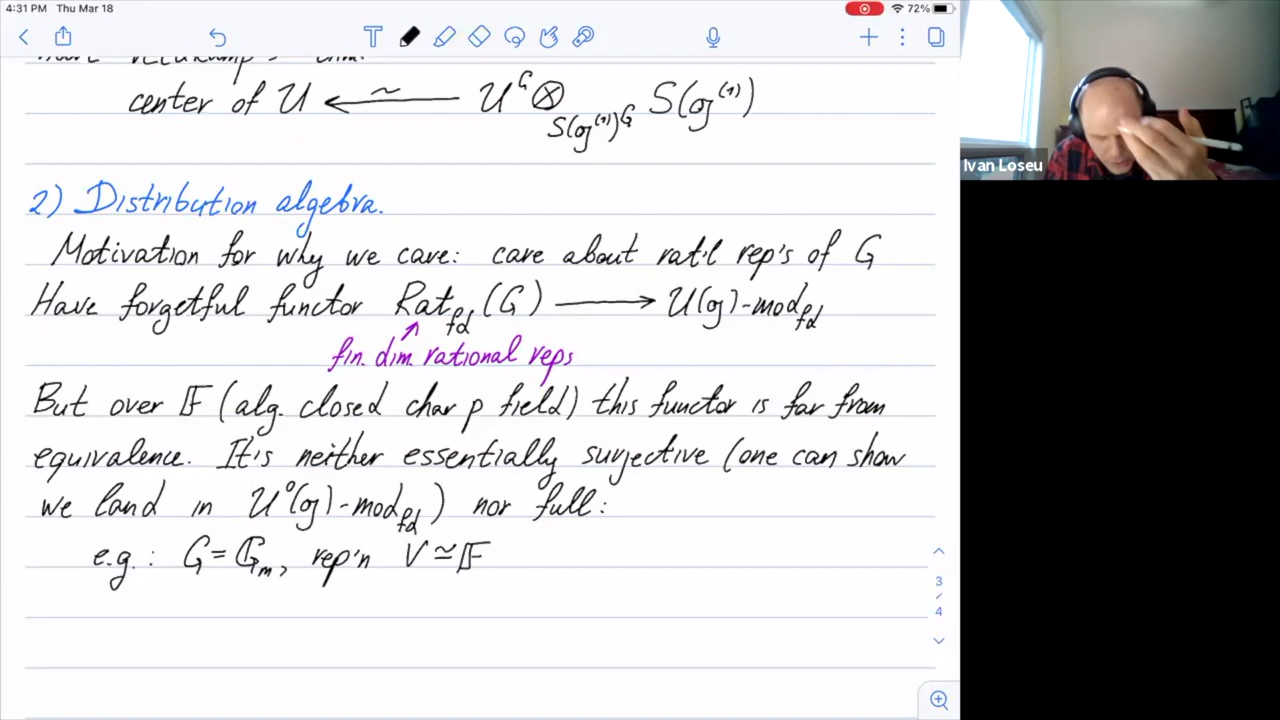 4:31 PM Thu Mar 18
72%
center of U ⟵~ U^G ⊗_{S(g^{(1)})^G} S(g^{(1)})
2) Distribution algebra.
Motivation for why we care: care about rat'l rep's of G
Have forgetful functor Rat_{fd}(G) ⟶ U(g)-mod_{fd}
↑
fin. dim. rational reps
But over 𝔽 (alg. closed char p field) this functor is far from
equivalence. It's neither essentially surjective (one can show
we land in U⁰(g)-mod_{fd}) nor full:
e.g.: G = 𝔾_m, rep'n V ≃ 𝔽
3
/
4
Ivan Loseu